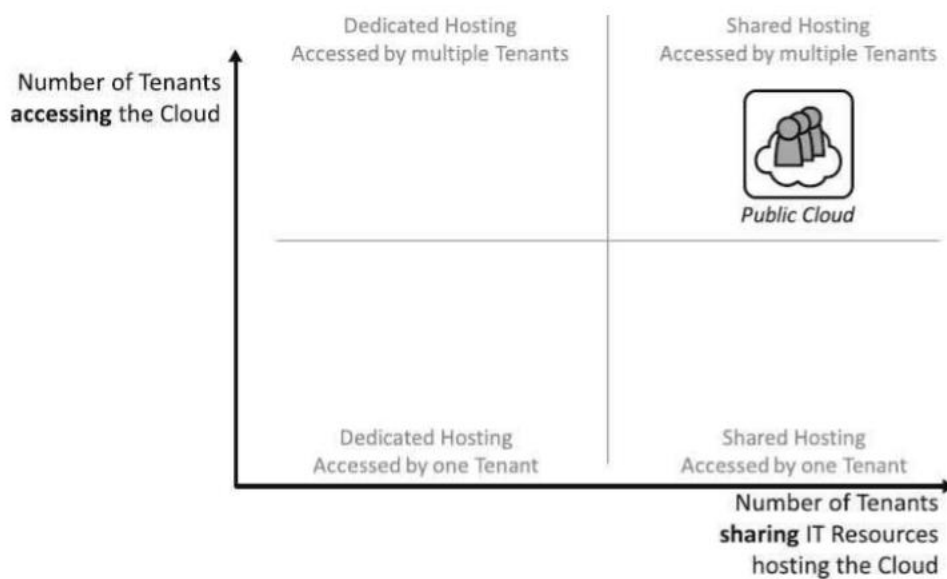 Dedicated Hosting
Accessed by multiple Tenants
Shared Hosting
Accessed by multiple Tenants
Number of Tenants
accessing the Cloud
Public Cloud
Dedicated Hosting
Accessed by one Tenant
Shared Hosting
Accessed by one Tenant
Number of Tenants
sharing IT Resources
hosting the Cloud